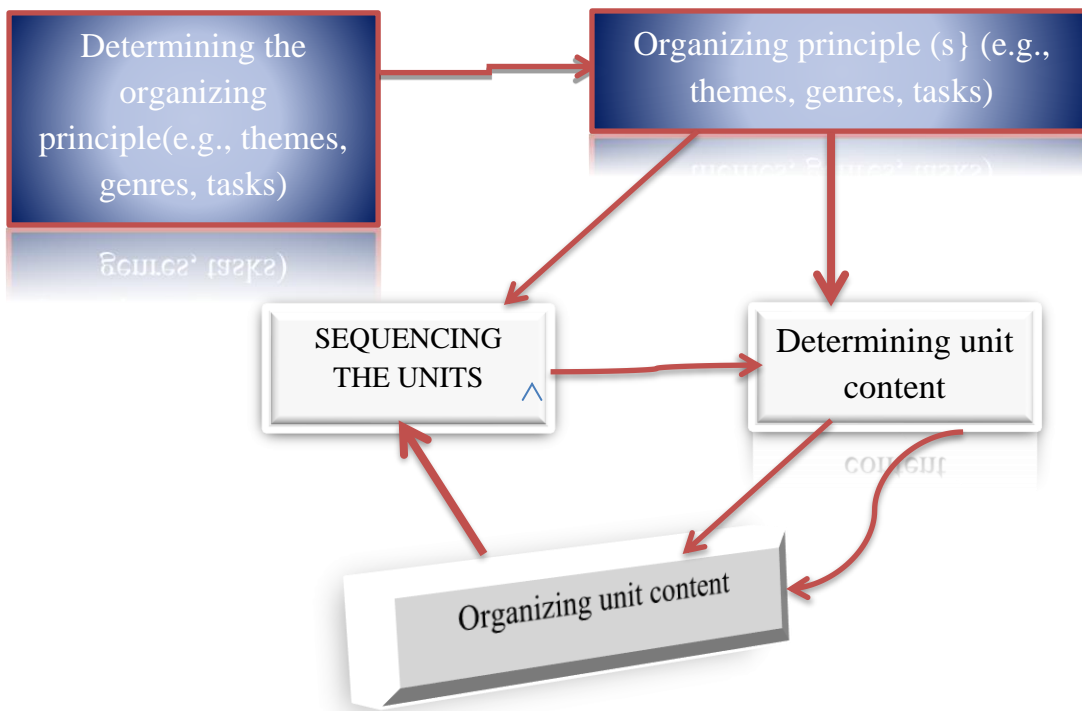 Determining the
organizing
principle(e.g., themes,
genres, tasks)
Organizing principle (s} (e.g.,
themes, genres, tasks)
SEQUENCING
THE UNITS
Determining unit
content
Organizing unit content